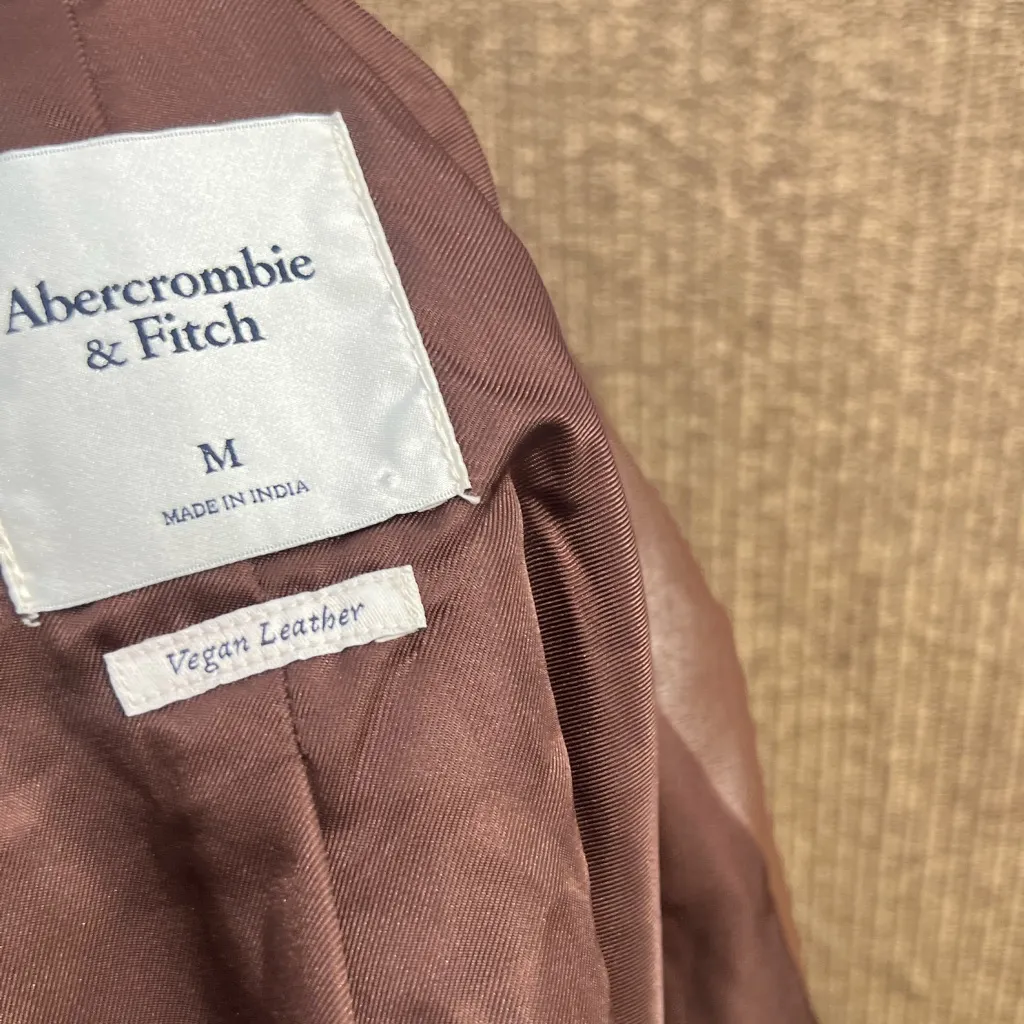 Abercrombie
& Fitch
M
MADE IN INDIA
Vegan Leather